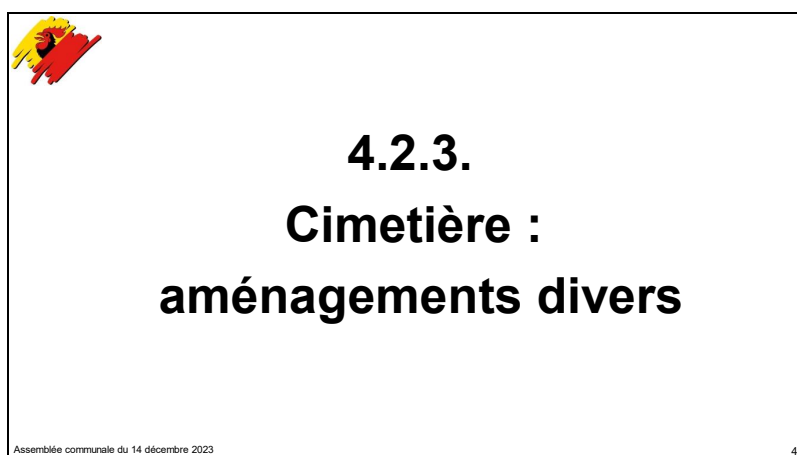 4.2.3.
Cimetière :
aménagements divers
Assemblée communale du 14 décembre 2023
4